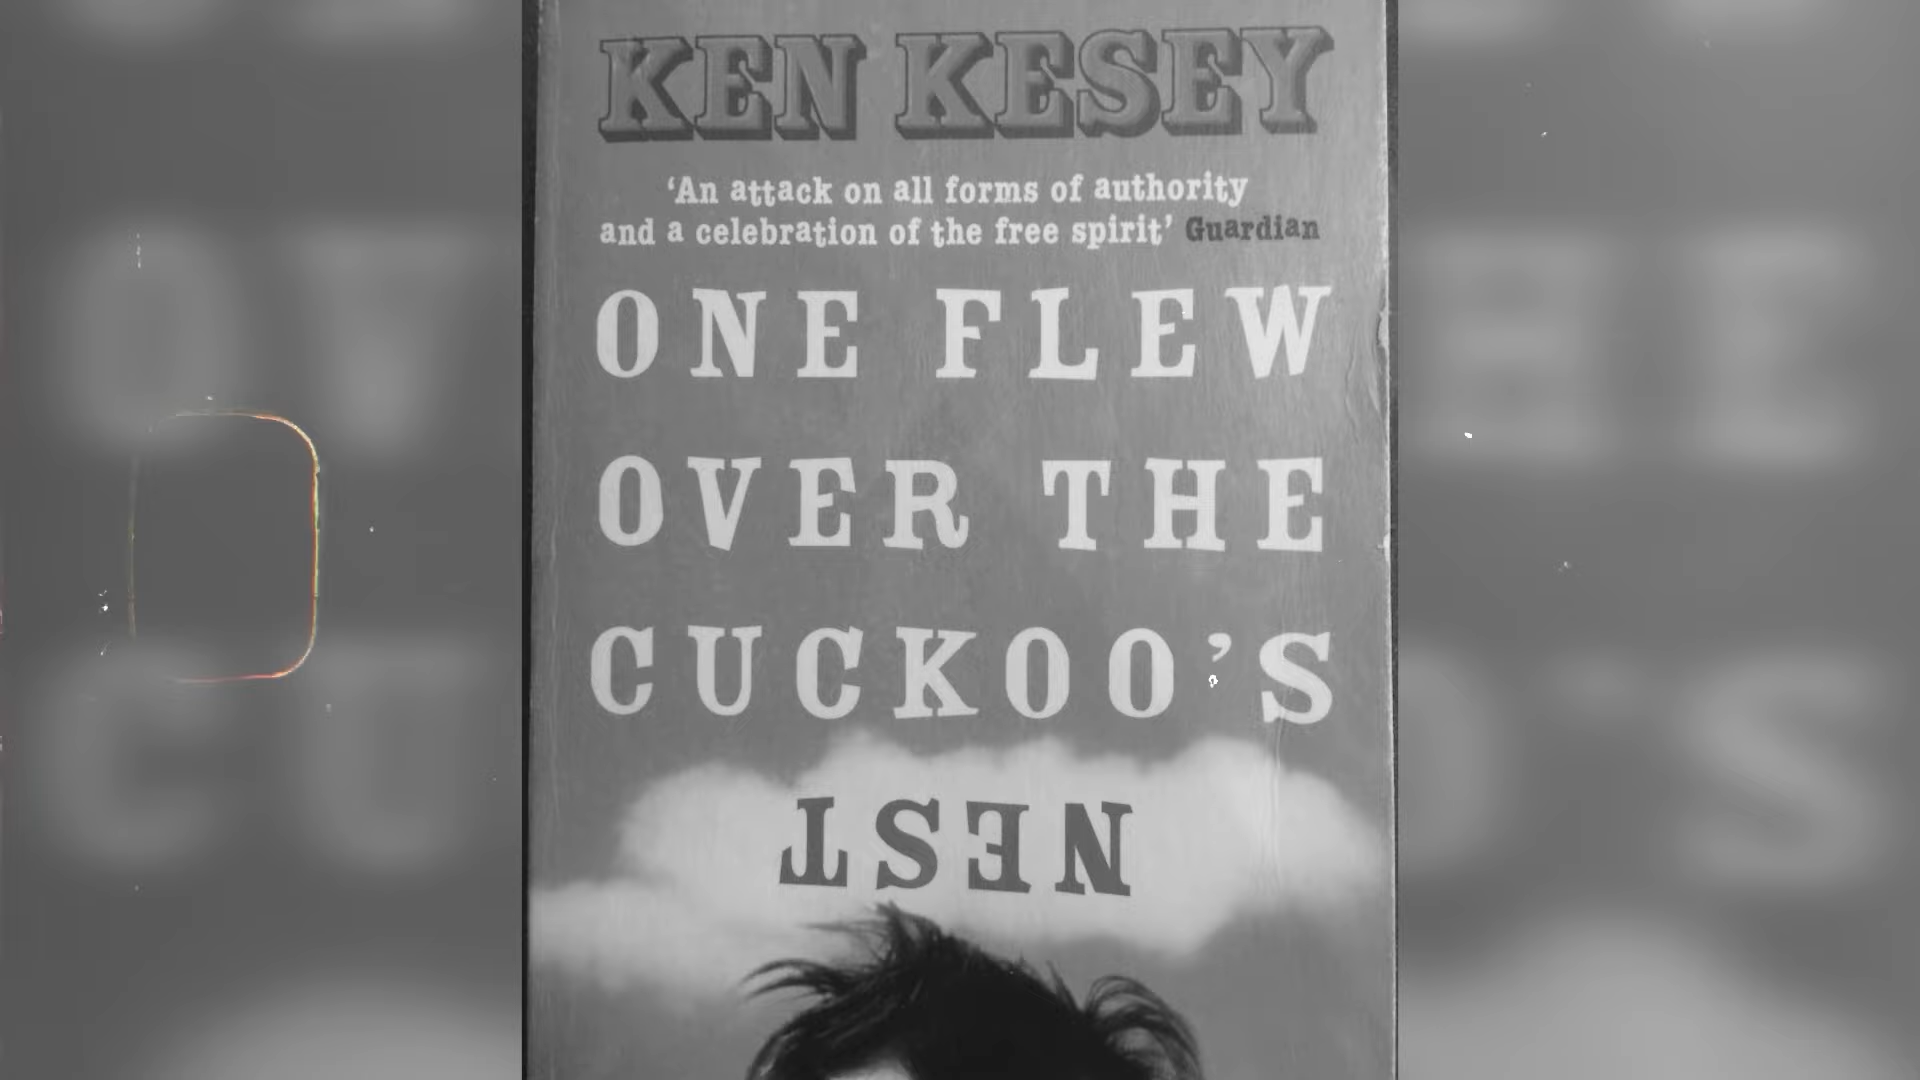 KEN KESEY
‘An attack on all forms of authority
and a celebration of the free spirit’ Guardian
ONE FLEW
OVER THE
CUCKOO’S
NEST